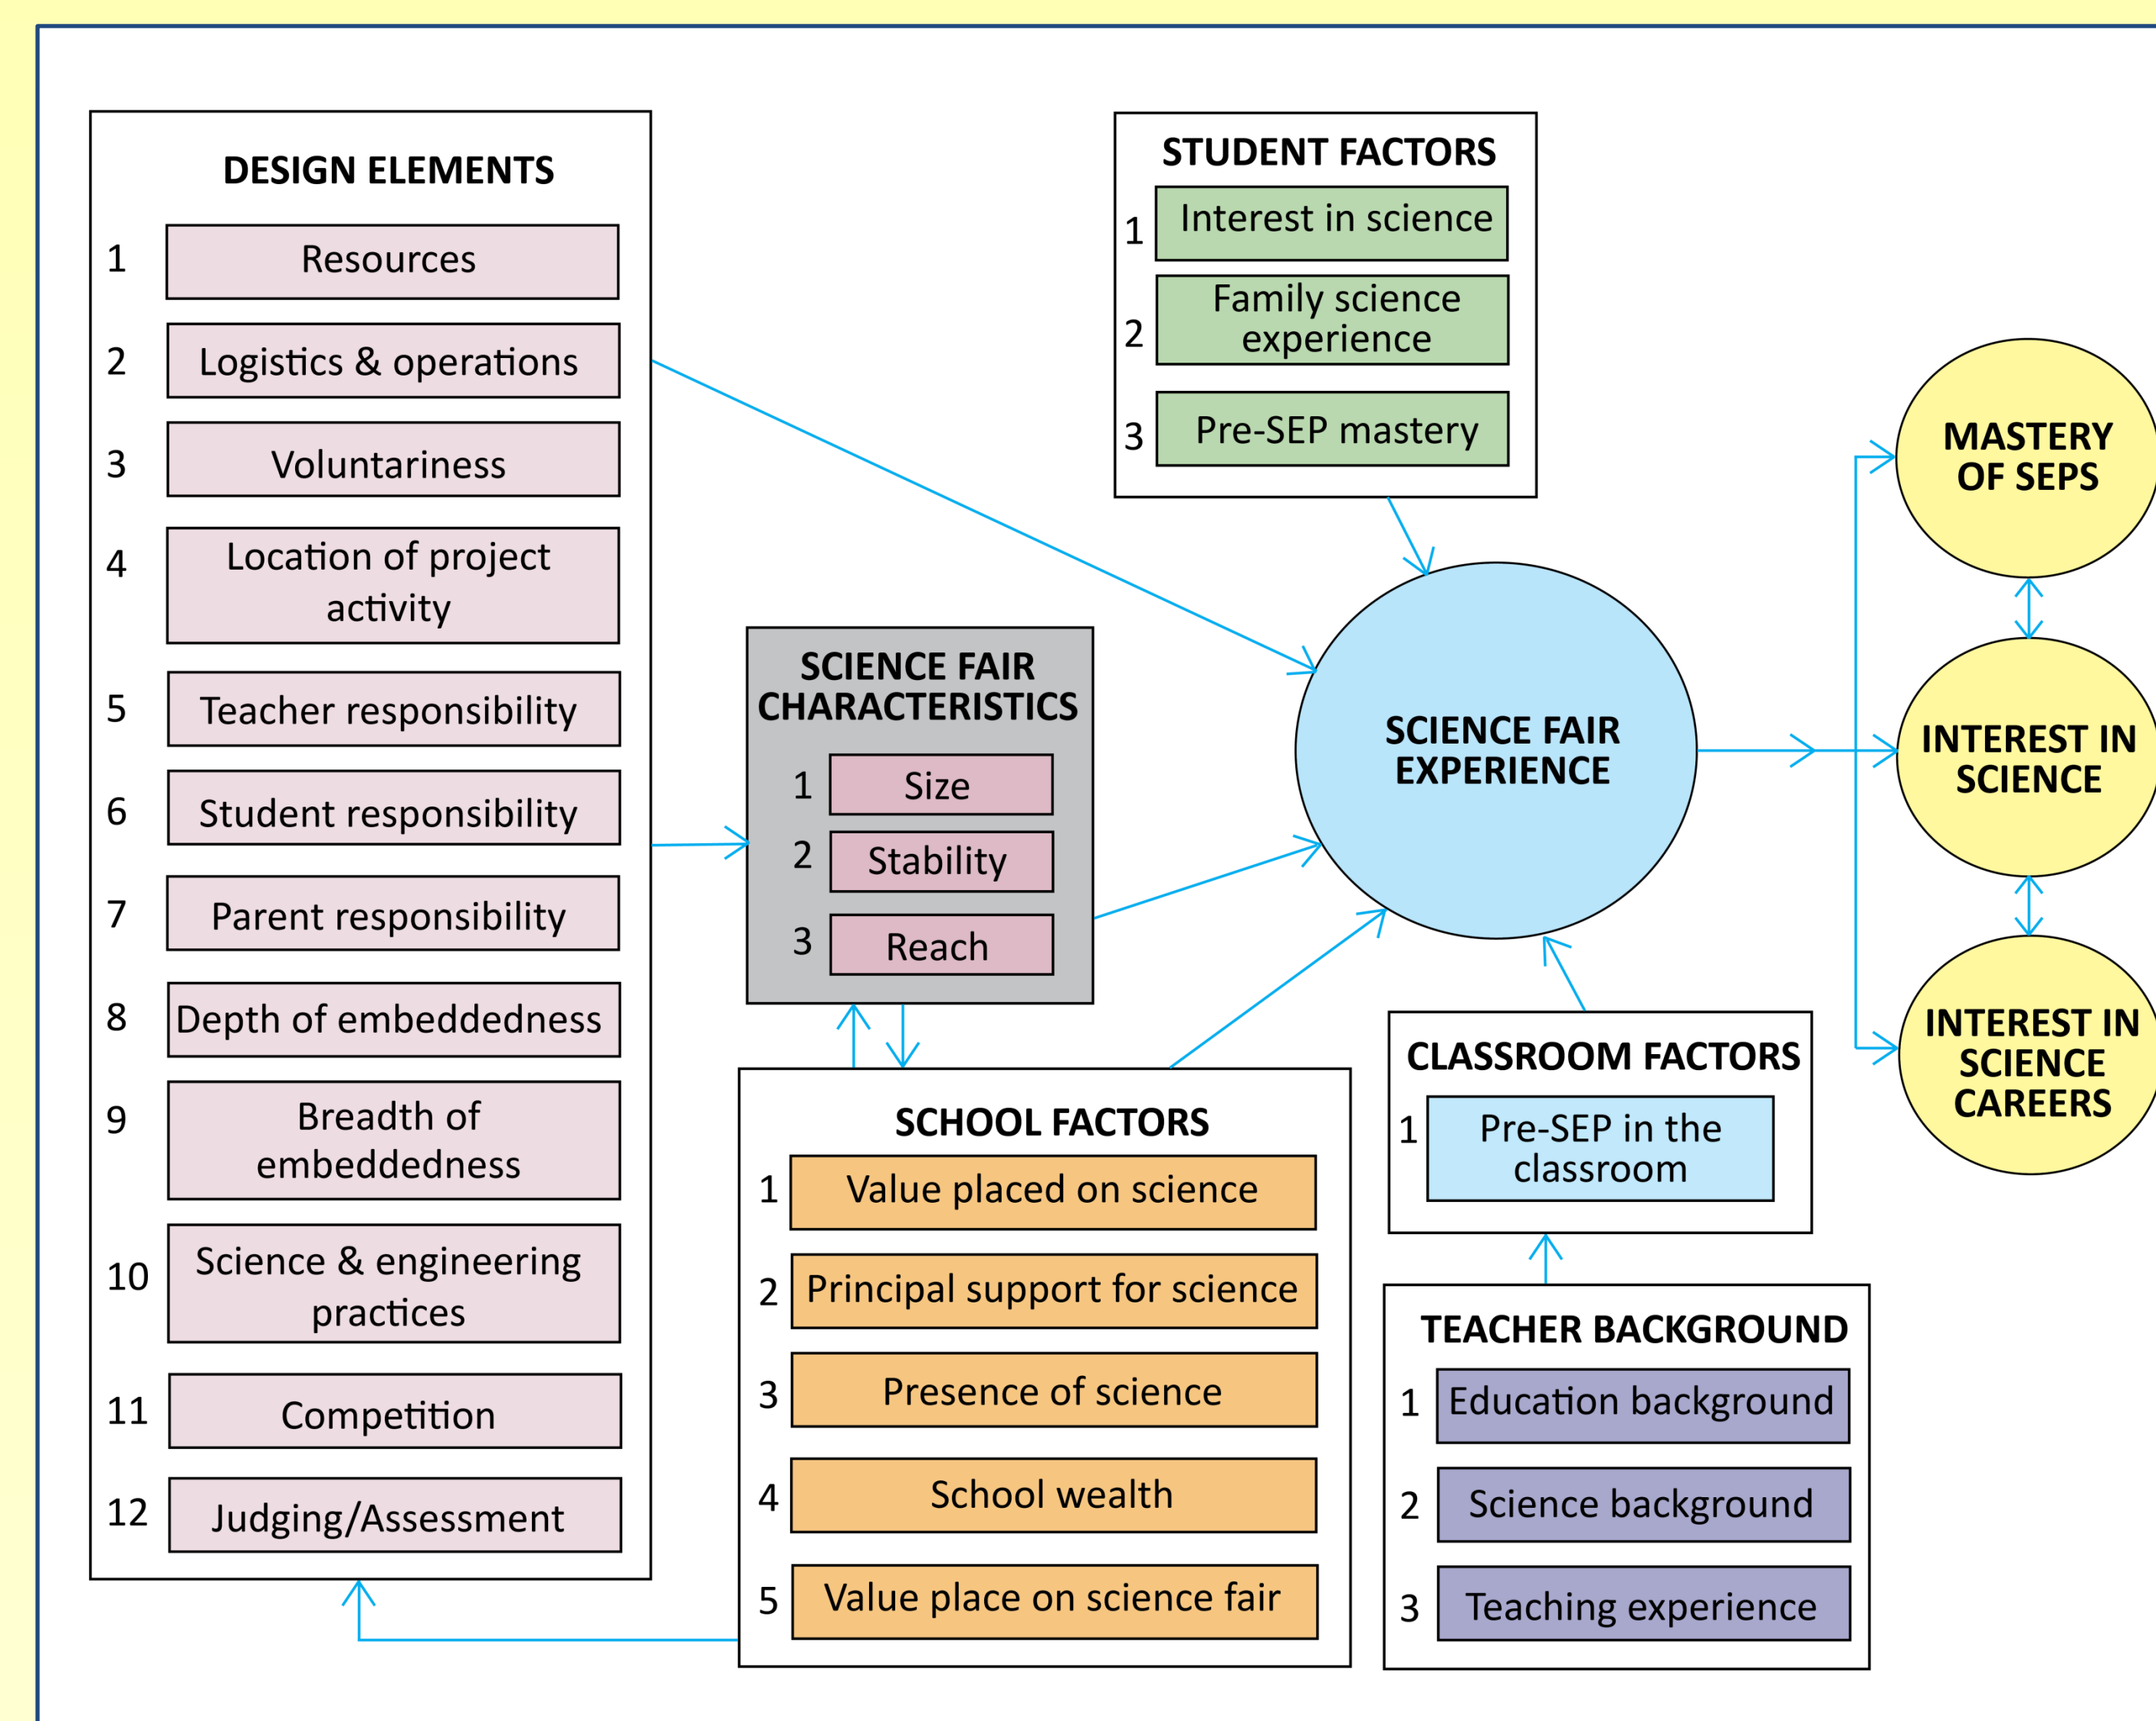 DESIGN ELEMENTS
1 Resources
2 Logistics & operations
3 Voluntariness
4 Location of project
activity
5 Teacher responsibility
6 Student responsibility
7 Parent responsibility
8 Depth of embeddedness
9 Breadth of
embeddedness
10 Science & engineering
practices
11 Competition
12 Judging/Assessment
SCIENCE FAIR
CHARACTERISTICS
1 Size
2 Stability
3 Reach
SCHOOL FACTORS
1 Value placed on science
2 Principal support for science
3 Presence of science
4 School wealth
5 Value place on science fair
STUDENT FACTORS
1 Interest in science
2 Family science
experience
3 Pre-SEP mastery
SCIENCE FAIR
EXPERIENCE
CLASSROOM FACTORS
1 Pre-SEP in the
classroom
TEACHER BACKGROUND
1 Education background
2 Science background
3 Teaching experience
MASTERY
OF SEPS
INTEREST IN
SCIENCE
INTEREST IN
SCIENCE
CAREERS